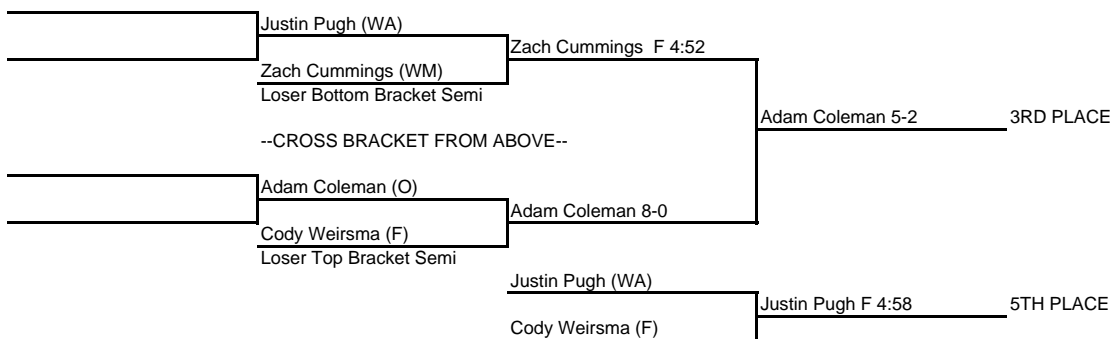 Justin Pugh (WA)
Zach Cummings F 4:52
Zach Cummings (WM)
Loser Bottom Bracket Semi
Adam Coleman 5-2 3RD PLACE
--CROSS BRACKET FROM ABOVE--
Adam Coleman (O)
Adam Coleman 8-0
Cody Weirsma (F)
Loser Top Bracket Semi
Justin Pugh (WA)
Justin Pugh F 4:58 5TH PLACE
Cody Weirsma (F)